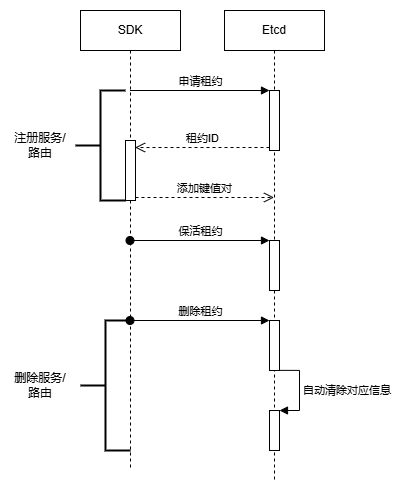 SDK
Etcd
申请租约
注册服务/
路由
租约ID
添加键值对
保活租约
删除租约
删除服务/
路由
自动清除对应信息